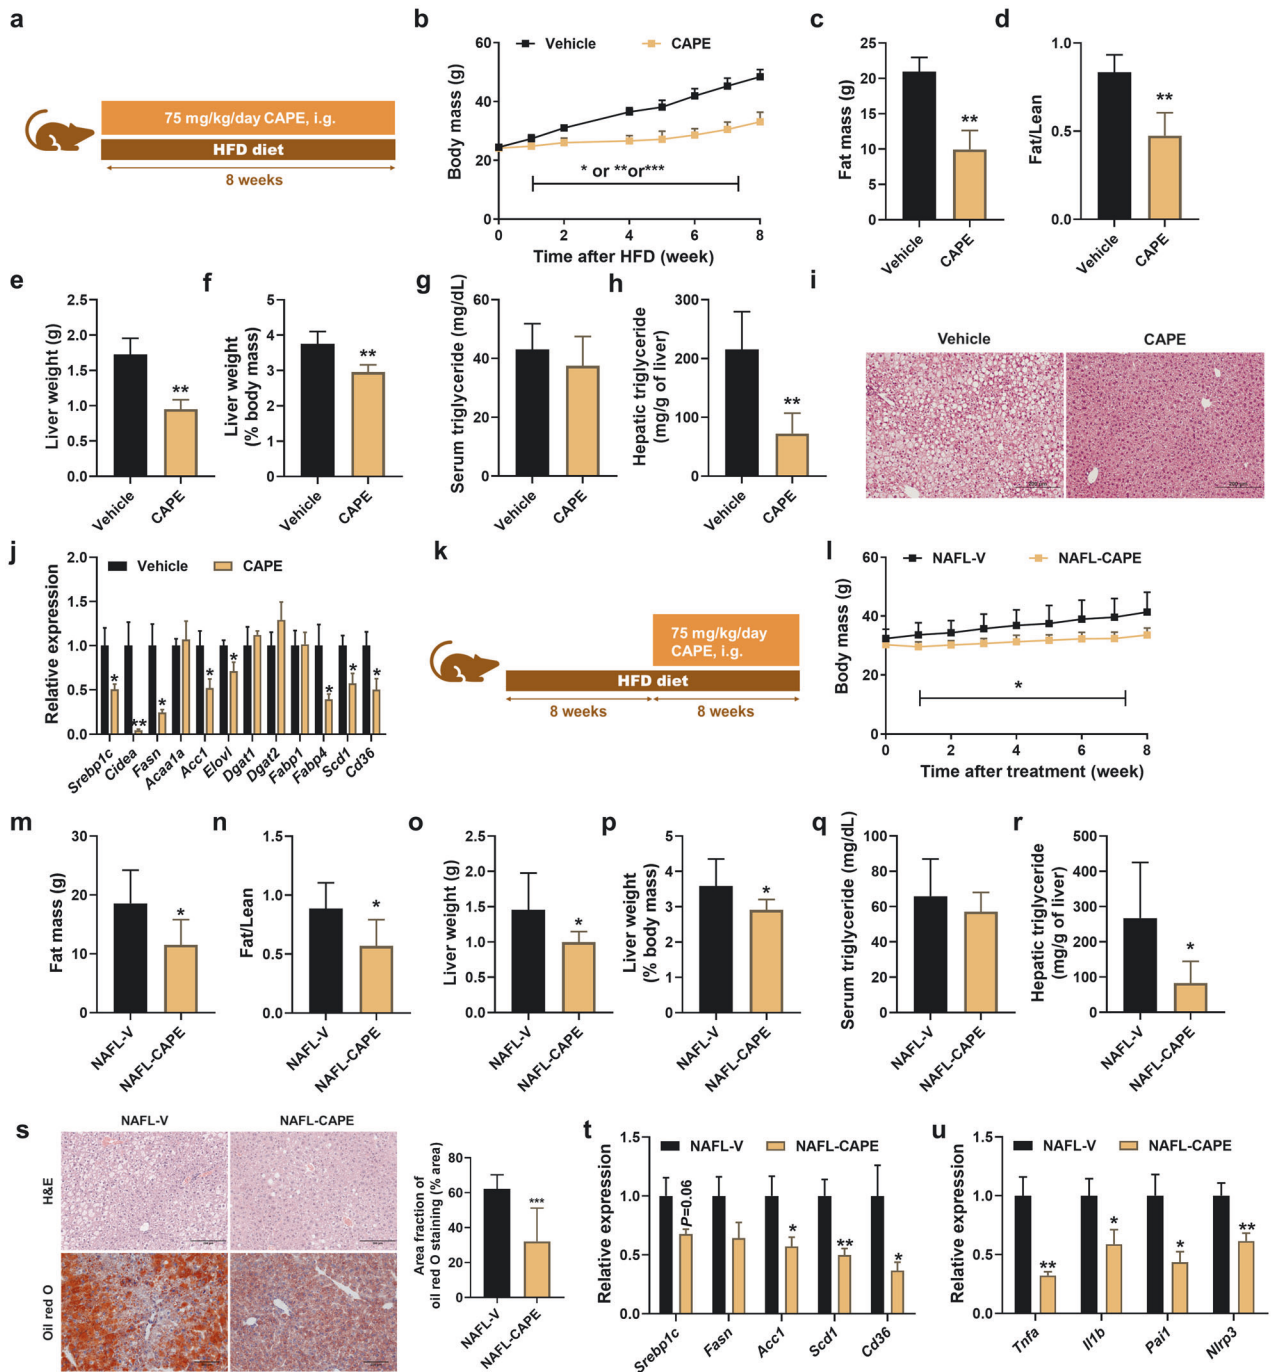 a
75 mg/kg/day CAPE, i.g.
HFD diet
8 weeks
b
Vehicle
CAPE
Body mass (g)
60
40
20
0
* or **or***
0 2 4 6 8
Time after HFD (week)
c
Fat mass (g)
25
20
15
10
5
0
**
Vehicle
CAPE
d
Fat/Lean
1.0
0.5
0.0
**
Vehicle
CAPE
e
Liver weight (g)
2.5
2.0
1.5
1.0
0.5
0.0
**
Vehicle
CAPE
f
Liver weight
(% body mass)
5
4
3
2
1
0
**
Vehicle
CAPE
g
Serum triglyceride (mg/dL)
60
40
20
0
Vehicle
CAPE
h
Hepatic triglyceride
(mg/g of liver)
300
200
100
0
**
Vehicle
CAPE
i
Vehicle
CAPE
j
Vehicle
CAPE
Relative expression
2.0
1.5
1.0
0.5
0.0
* ** * * * * * *
Srebp1c
Cidea
Fasn
Acaa1a
Acc1
Elovl
Dgat1
Dgat2
Fabp1
Fabp4
Scd1
Cd36
k
75 mg/kg/day
CAPE, i.g.
HFD diet
8 weeks
8 weeks
l
NAFL-V
NAFL-CAPE
Body mass (g)
60
40
20
0
*
0 2 4 6 8
Time after treatment (week)
m
Fat mass (g)
30
20
10
0
*
NAFL-V
NAFL-CAPE
n
Fat/Lean
1.5
1.0
0.5
0.0
*
NAFL-V
NAFL-CAPE
o
Liver weight (g)
2.5
2.0
1.5
1.0
0.5
0.0
*
NAFL-V
NAFL-CAPE
p
Liver weight
(% body mass)
5
4
3
2
1
0
*
NAFL-V
NAFL-CAPE
q
Serum triglyceride (mg/dL)
100
80
60
40
20
0
NAFL-V
NAFL-CAPE
r
Hepatic triglyceride
(mg/g of liver)
500
400
300
200
100
0
*
NAFL-V
NAFL-CAPE
s
NAFL-V
NAFL-CAPE
H&E
Oil red O
Area fraction of
oil red O staining (% area)
80
60
40
20
0
***
NAFL-V
NAFL-CAPE
t
NAFL-V
NAFL-CAPE
Relative expression
1.5
1.0
0.5
0.0
P=0.06
* ** *
Srebp1c
Fasn
Acc1
Scd1
Cd36
u
NAFL-V
NAFL-CAPE
Relative expression
1.5
1.0
0.5
0.0
** * * **
Tnfa
Il1b
Pai1
Nlrp3